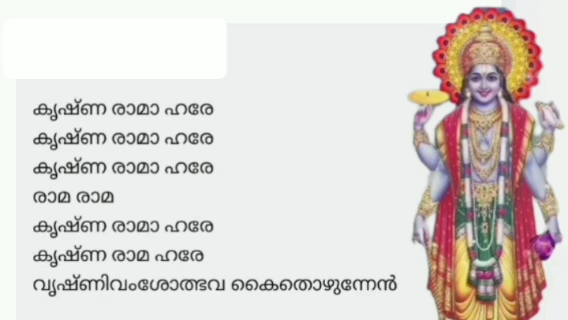 കൃഷ്ണ രാമാ ഹരേ
കൃഷ്ണ രാമാ ഹരേ
കൃഷ്ണ രാമാ ഹരേ
രാമ രാമ
കൃഷ്ണ രാമാ ഹരേ
കൃഷ്ണ രാമ ഹരേ
വൃഷ്ണിവംശോത്ഭവ കൈതൊഴുന്നേൻ